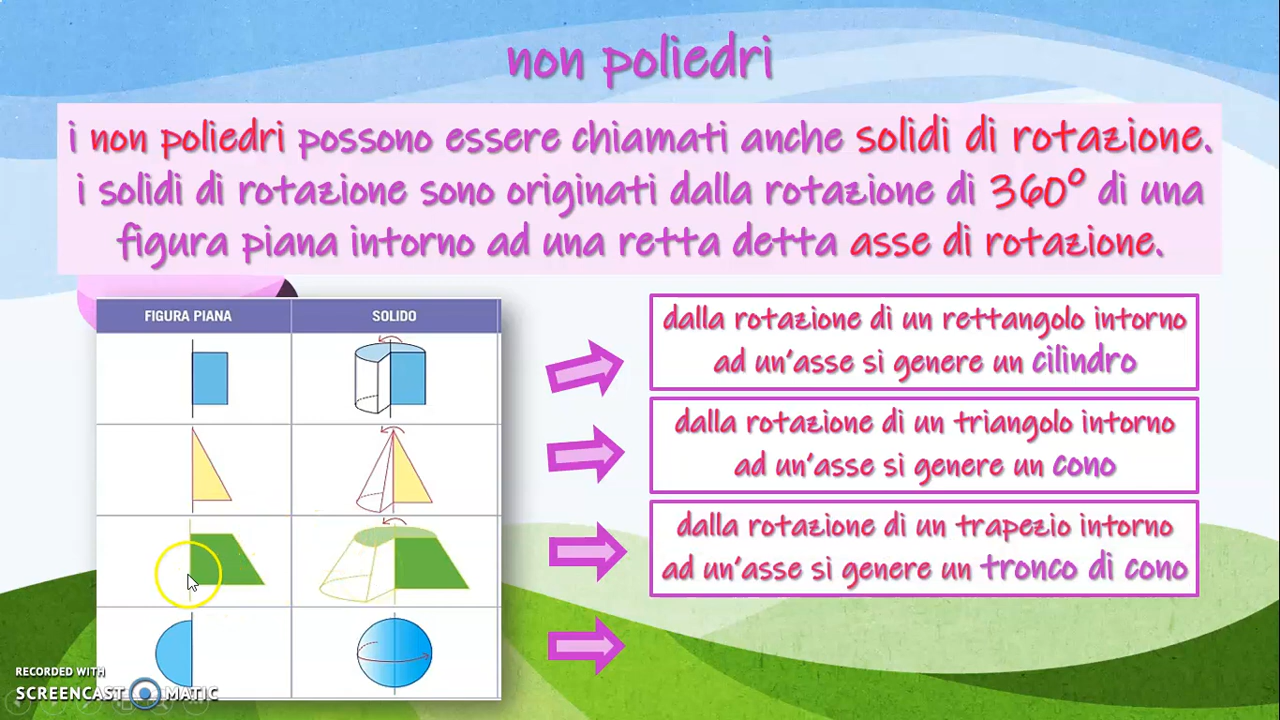 non poliedri
i non poliedri possono essere chiamati anche solidi di rotazione.
i solidi di rotazione sono originati dalla rotazione di 360° di una
figura piana intorno ad una retta detta asse di rotazione.
FIGURA PIANA
SOLIDO
dalla rotazione di un rettangolo intorno
ad un'asse si genere un cilindro
dalla rotazione di un triangolo intorno
ad un'asse si genere un cono
dalla rotazione di un trapezio intorno
ad un'asse si genere un tronco di cono
RECORDED WITH
SCREENCAST MATIC